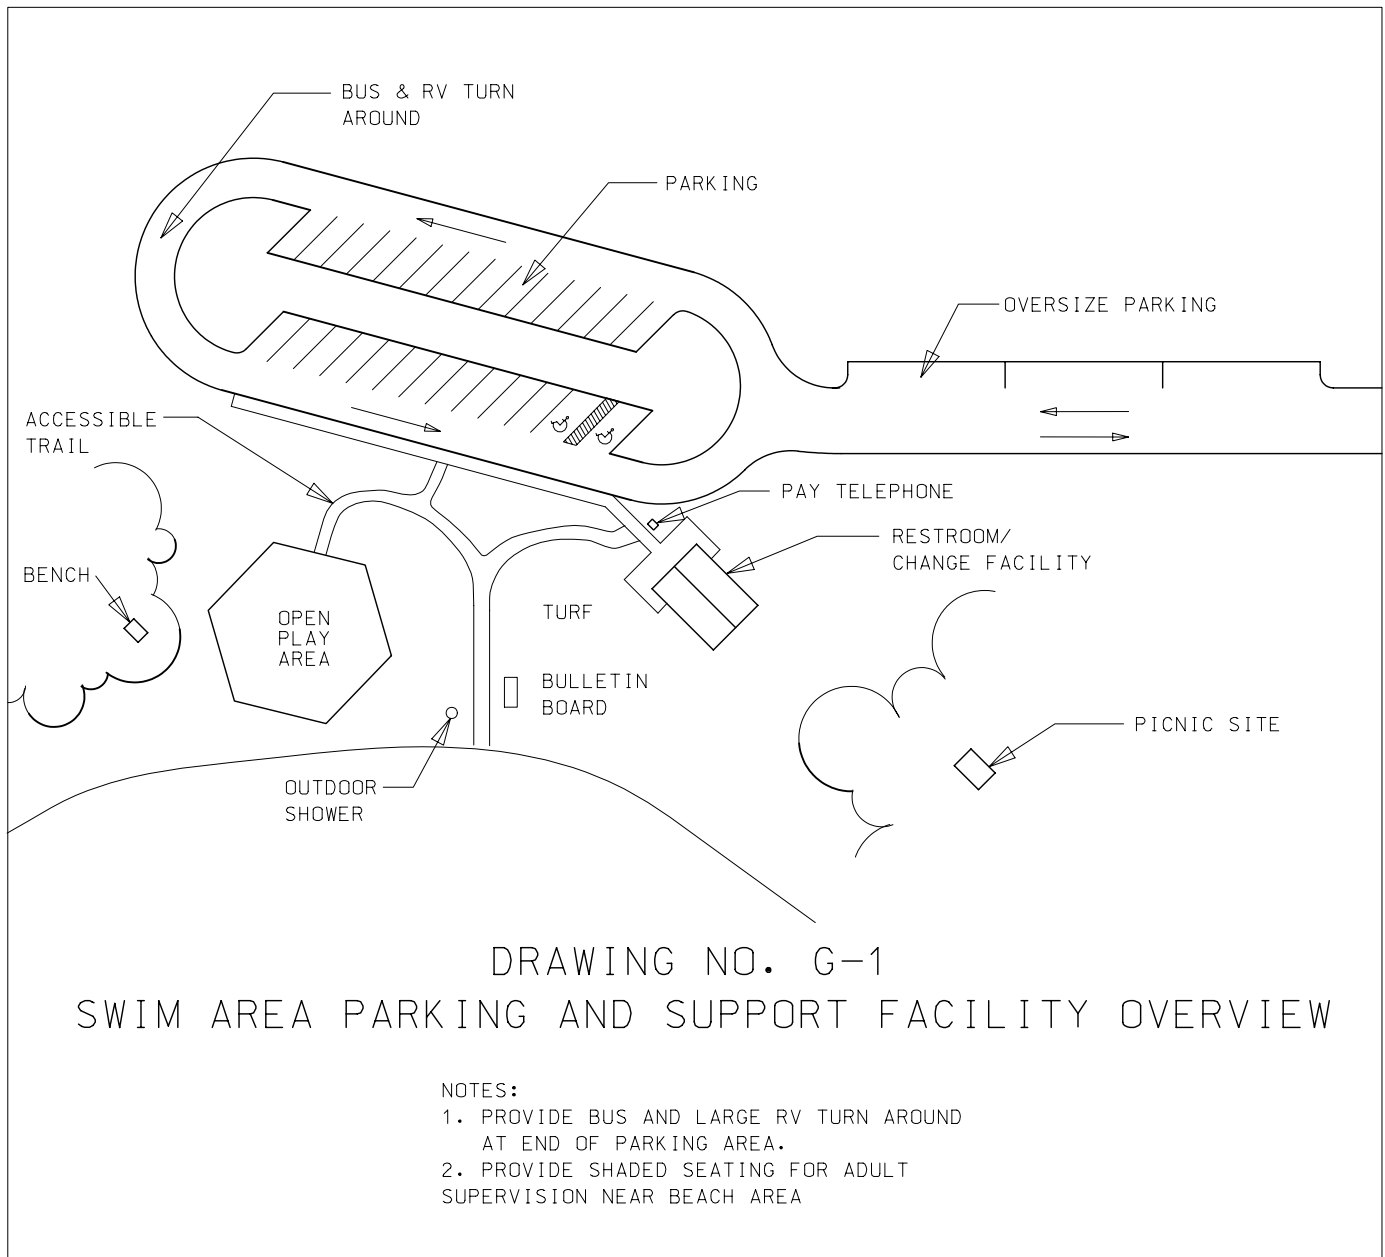 BUS & RV TURN
AROUND
PARKING
OVERSIZE PARKING
ACCESSIBLE
TRAIL
PAY TELEPHONE
RESTROOM/
CHANGE FACILITY
BENCH
TURF
OPEN
PLAY
AREA
BULLETIN
BOARD
PICNIC SITE
OUTDOOR
SHOWER
DRAWING NO. G-1
SWIM AREA PARKING AND SUPPORT FACILITY OVERVIEW
NOTES:
1. PROVIDE BUS AND LARGE RV TURN AROUND
AT END OF PARKING AREA.
2. PROVIDE SHADED SEATING FOR ADULT
SUPERVISION NEAR BEACH AREA